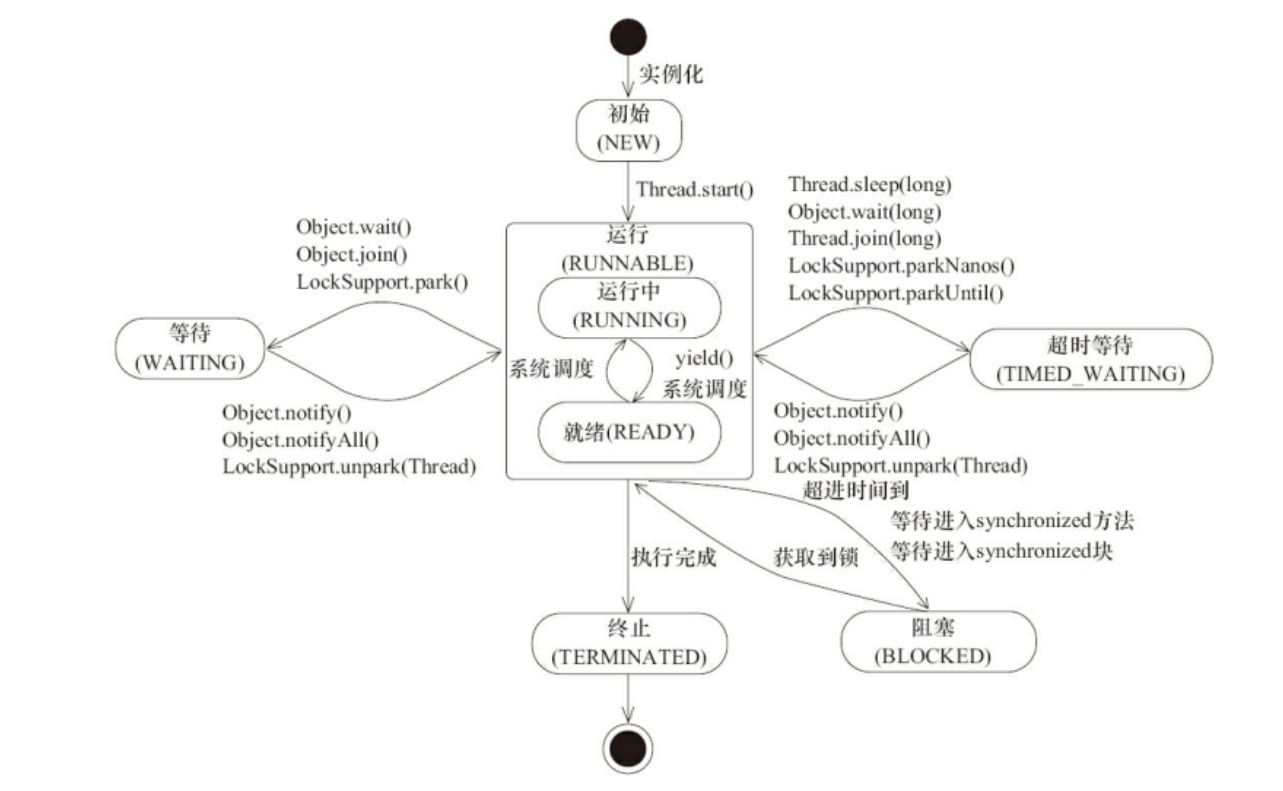 实例化
初始
(NEW)
Thread.start()
Object.wait()
Object.join()
LockSupport.park()
等待
(WAITING)
Object.notify()
Object.notifyAll()
LockSupport.unpark(Thread)
运行
(RUNNABLE)
运行中
(RUNNING)
系统调度
yield()
系统调度
就绪(READY)
Thread.sleep(long)
Object.wait(long)
Thread.join(long)
LockSupport.parkNanos()
LockSupport.parkUntil()
超时等待
(TIMED_WAITING)
Object.notify()
Object.notifyAll()
LockSupport.unpark(Thread)
超进时间到
等待进入synchronized方法
等待进入synchronized块
获取到锁
执行完成
终止
(TERMINATED)
阻塞
(BLOCKED)